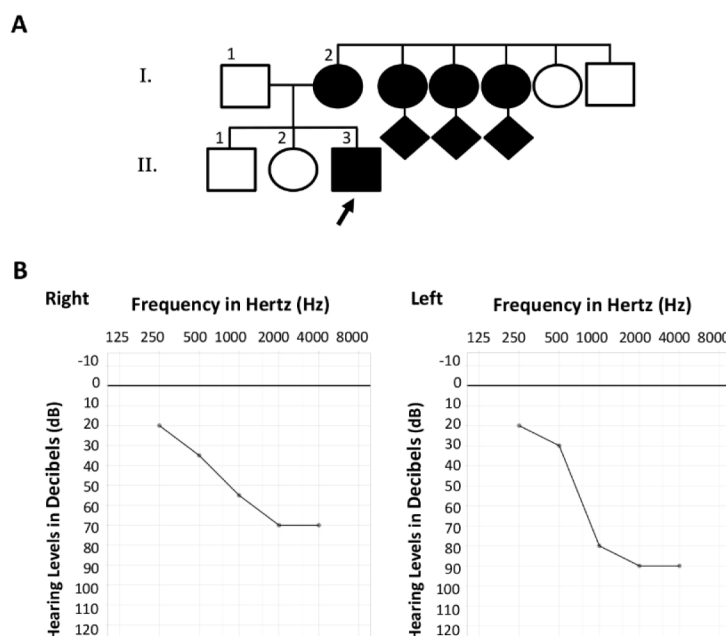 A
1
2
I.
1
2
3
II.
B
Right
Frequency in Hertz (Hz)
125 250 500 1000 2000 4000 8000
Hearing Levels in Decibels (dB)
-10
0
10
20
30
40
50
60
70
80
90
100
110
120
Left
Frequency in Hertz (Hz)
125 250 500 1000 2000 4000 8000
Hearing Levels in Decibels (dB)
-10
0
10
20
30
40
50
60
70
80
90
100
110
120